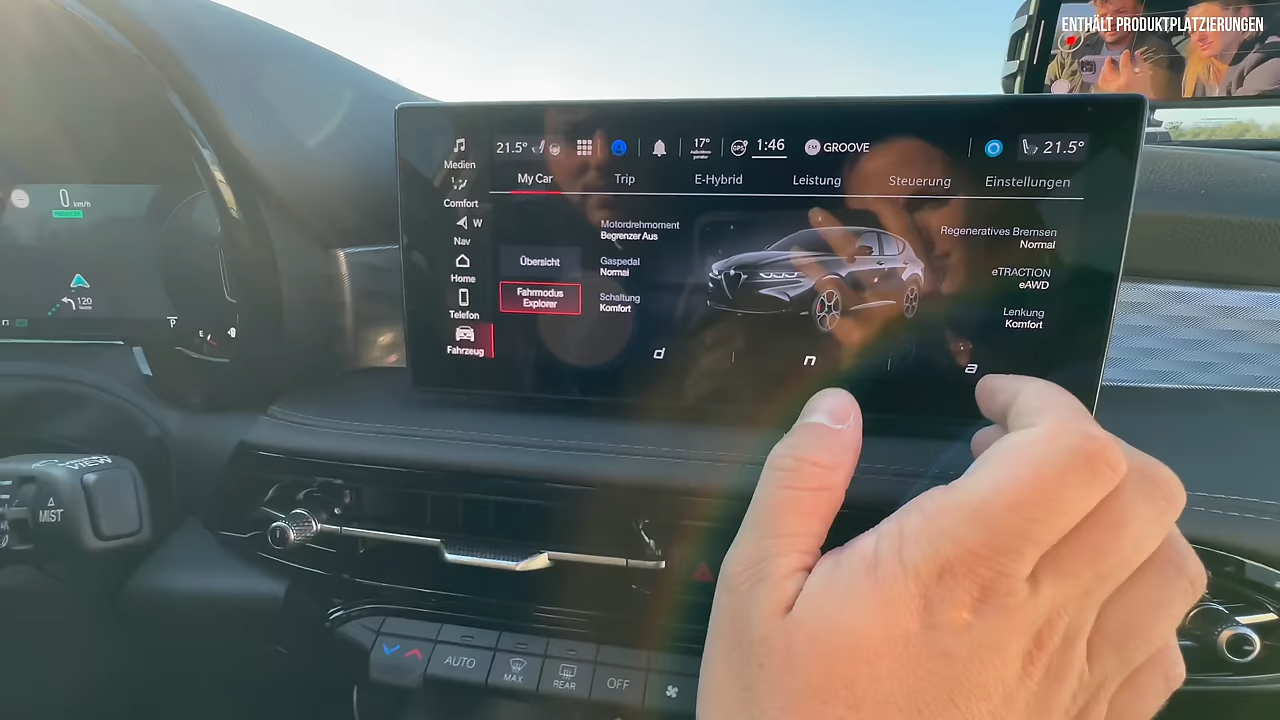 ENTHÄLT PRODUKTPLATZIERUNGEN
Medien
21.5°
17°
1:46
GROOVE
21.5°
My Car
Trip
E-Hybrid
Leistung
Steuerung
Einstellungen
Comfort
W
Nav
Home
Telefon
Fahrzeug
Übersicht
Fahrmodus
Explorer
Motordrehmoment
Begrenzer Aus
Gaspedal
Normal
Schaltung
Komfort
Regeneratives Bremsen
Normal
eTRACTION
eAWD
Lenkung
Komfort
d
n
a
0
km/h
120
MIST
AUTO
MAX
REAR
OFF